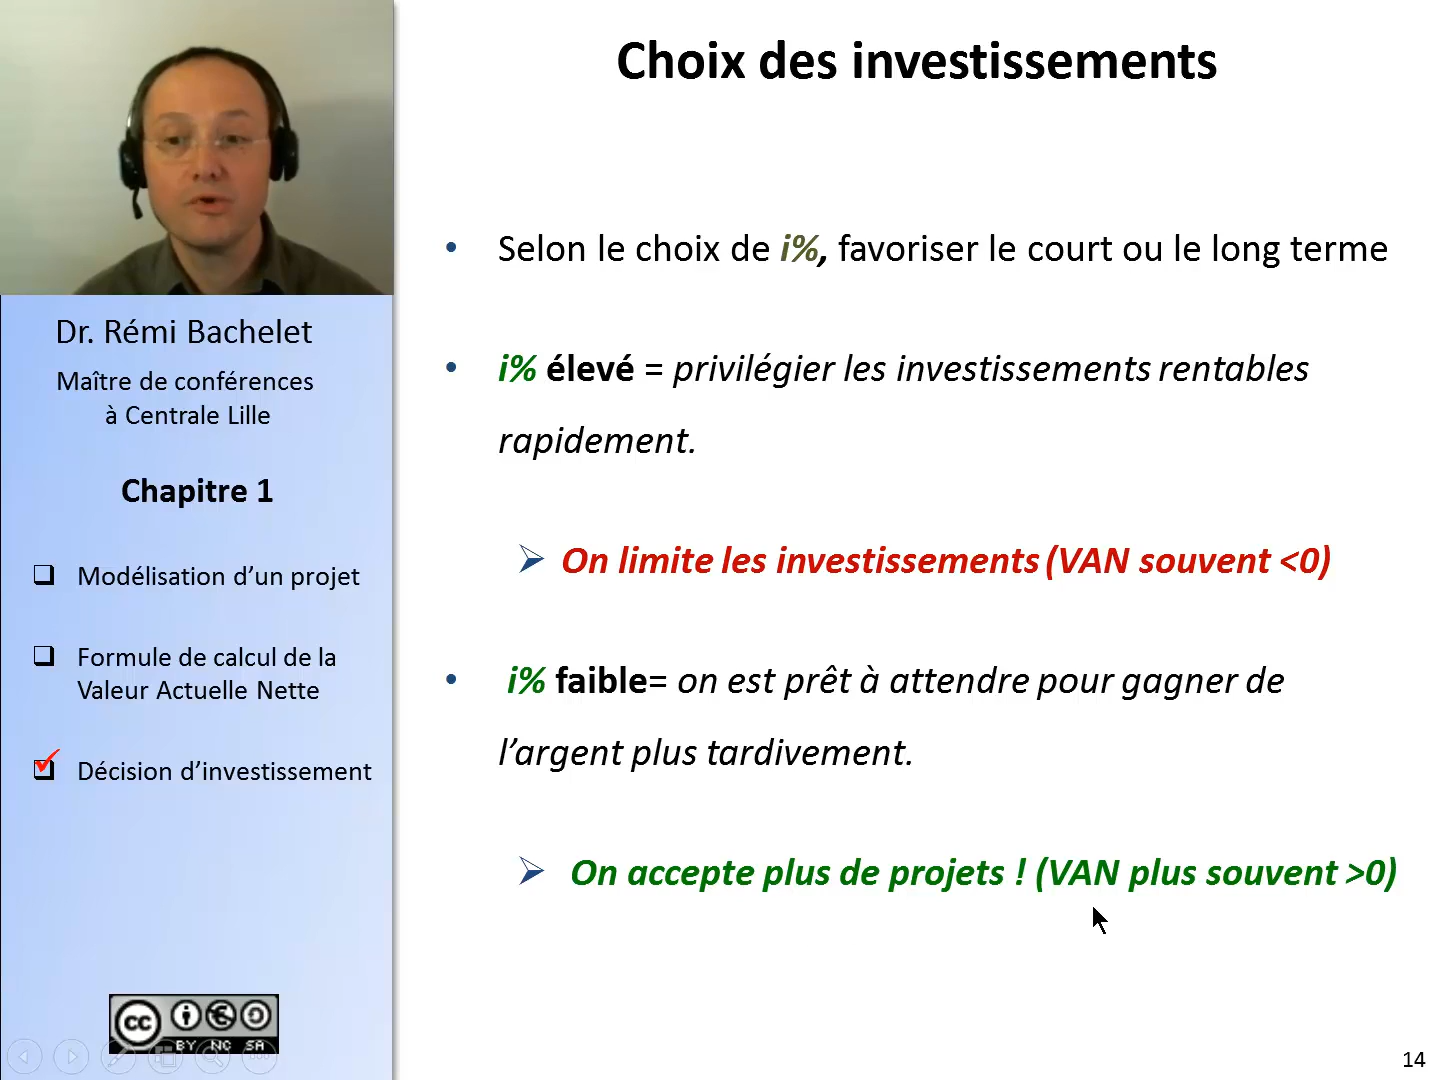 Choix des investissements
Selon le choix de i%, favoriser le court ou le long terme
i% élevé = privilégier les investissements rentables
rapidement.
On limite les investissements (VAN souvent <0)
i% faible= on est prêt à attendre pour gagner de
l’argent plus tardivement.
On accepte plus de projets ! (VAN plus souvent >0)
Dr. Rémi Bachelet
Maître de conférences
à Centrale Lille
Chapitre 1
Modélisation d’un projet
Formule de calcul de la
Valeur Actuelle Nette
Décision d’investissement
cc
BY NC SA
14